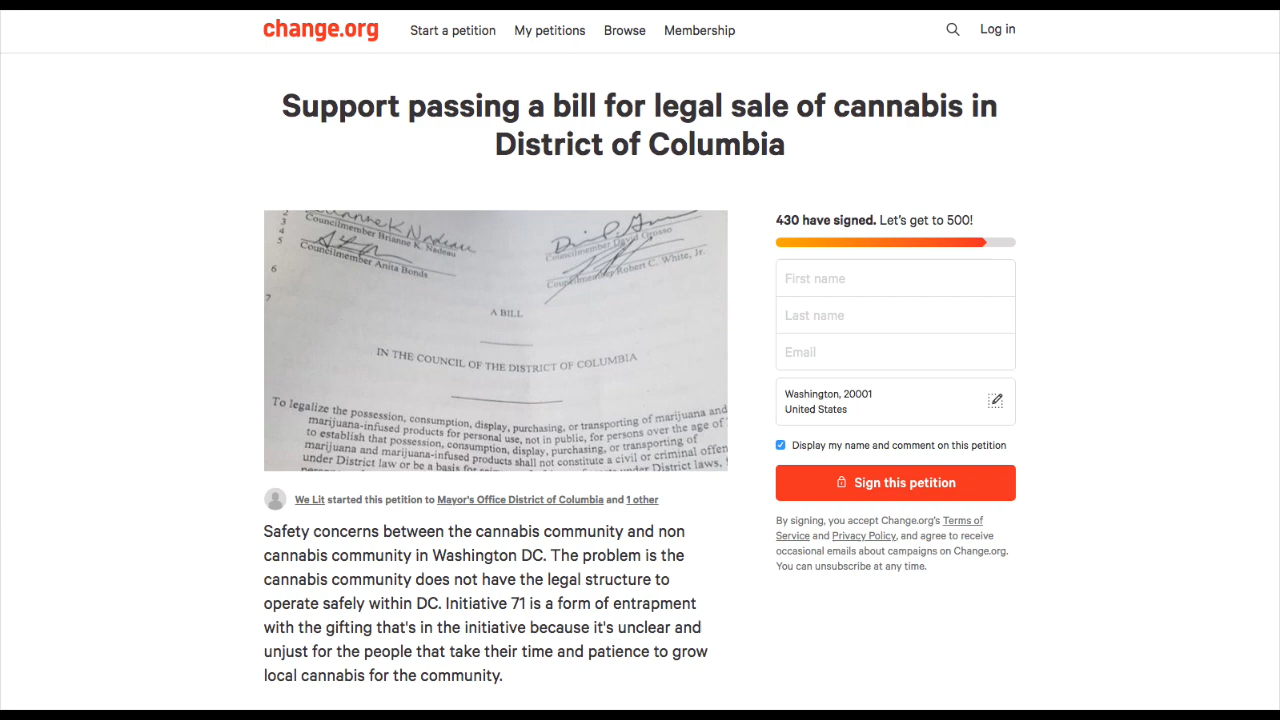 change.org
Start a petition
My petitions
Browse
Membership
Log in
Support passing a bill for legal sale of cannabis in
District of Columbia
3
4
5
Councilmember Brianne K. Nadeau
Councilmember David Grosso
Councilmember Anita Bonds
Councilmember Robert C. White, Jr.
6
7
A BILL
IN THE COUNCIL OF THE DISTRICT OF COLUMBIA
To legalize the possession, consumption, display, purchasing, or transporting of marijuana and
marijuana-infused products for personal use, not in public, for persons over the age of
to establish that possession, consumption, display, purchasing, or transporting of
marijuana and marijuana-infused products shall not constitute a civil or criminal offen
under District law or be a basis for
under District laws,
We Lit started this petition to Mayor's Office District of Columbia and 1 other
Safety concerns between the cannabis community and non
cannabis community in Washington DC. The problem is the
cannabis community does not have the legal structure to
operate safely within DC. Initiative 71 is a form of entrapment
with the gifting that's in the initiative because it's unclear and
unjust for the people that take their time and patience to grow
local cannabis for the community.
430 have signed. Let's get to 500!
First name
Last name
Email
Washington, 20001
United States
Display my name and comment on this petition
Sign this petition
By signing, you accept Change.org's Terms of
Service and Privacy Policy, and agree to receive
occasional emails about campaigns on Change.org.
You can unsubscribe at any time.